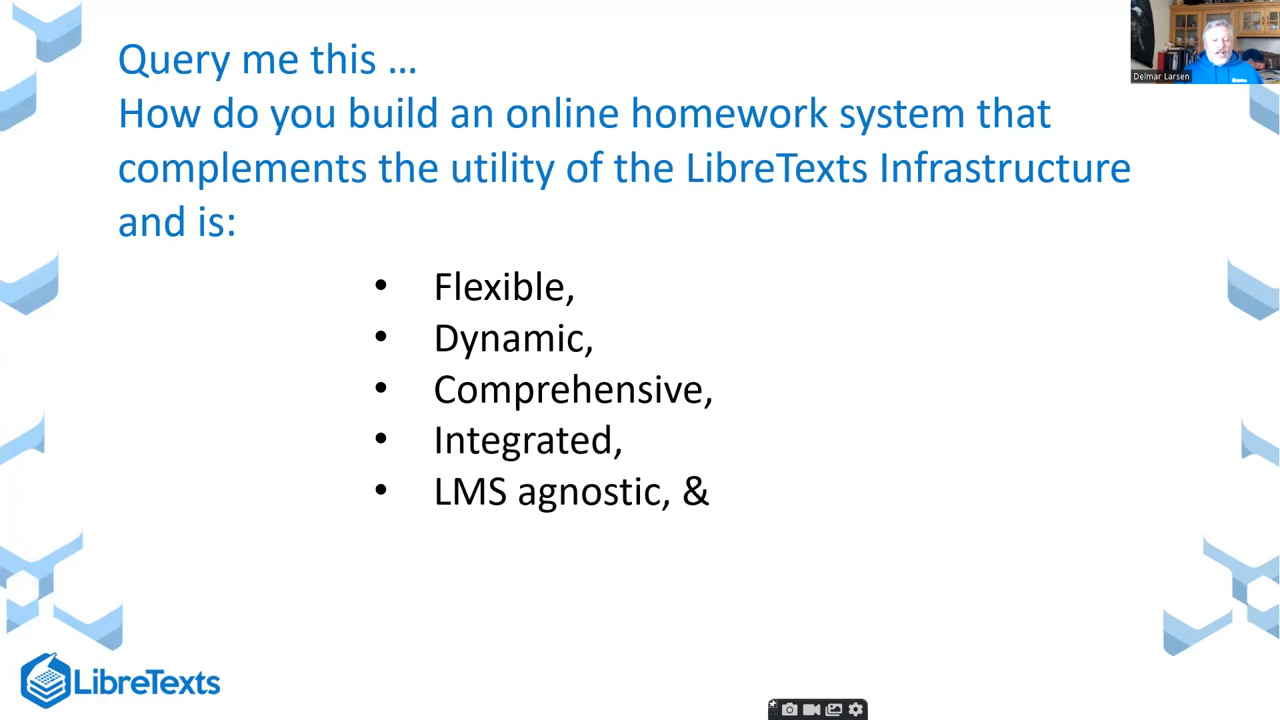 Query me this …
How do you build an online homework system that
complements the utility of the LibreTexts Infrastructure
and is:
• Flexible,
• Dynamic,
• Comprehensive,
• Integrated,
• LMS agnostic, &
Delmar Larsen
LibreTexts